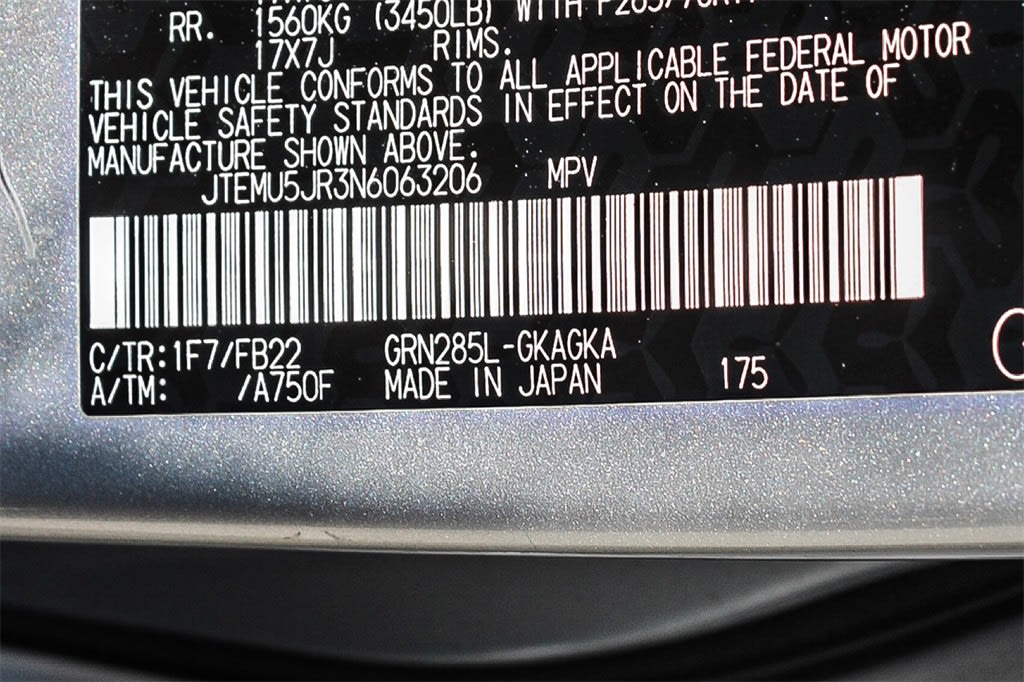 RR. 1560KG (3450LB) WITH
17X7J RIMS.
THIS VEHICLE CONFORMS TO ALL APPLICABLE FEDERAL MOTOR
VEHICLE SAFETY STANDARDS IN EFFECT ON THE DATE OF
MANUFACTURE SHOWN ABOVE.
JTEMU5JR3N6063206 MPV
C/TR:1F7/FB22 GRN285L-GKAGKA
A/TM: /A750F MADE IN JAPAN 175